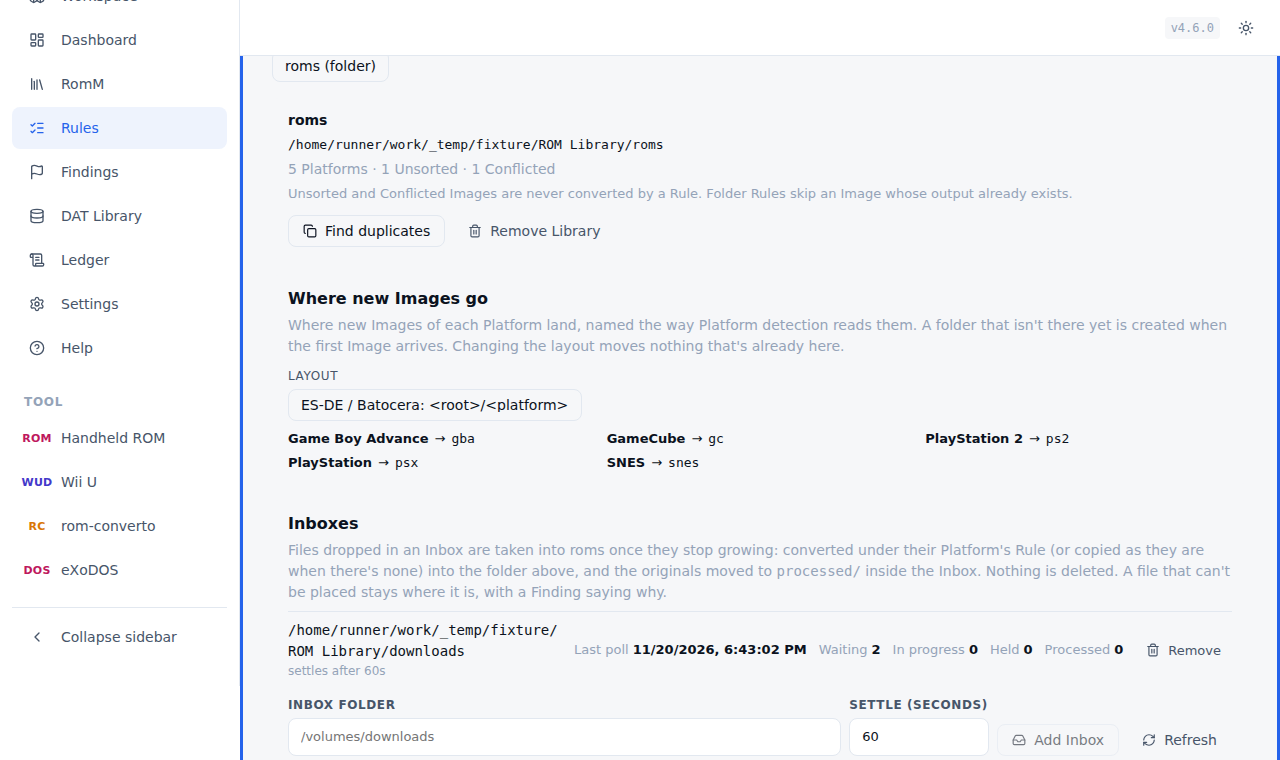 Dashboard
RomM
Rules
Findings
DAT Library
Ledger
Settings
Help
TOOL
ROM Handheld ROM
WUD Wii U
RC rom-converto
DOS eXoDOS
Collapse sidebar
v4.6.0
roms (folder)
roms
/home/runner/work/_temp/fixture/ROM Library/roms
5 Platforms · 1 Unsorted · 1 Conflicted
Unsorted and Conflicted Images are never converted by a Rule. Folder Rules skip an Image whose output already exists.
Find duplicates
Remove Library
Where new Images go
Where new Images of each Platform land, named the way Platform detection reads them. A folder that isn't there yet is created when
the first Image arrives. Changing the layout moves nothing that's already here.
LAYOUT
ES-DE / Batocera: <root>/<platform>
Game Boy Advance → gba
GameCube → gc
PlayStation 2 → ps2
PlayStation → psx
SNES → snes
Inboxes
Files dropped in an Inbox are taken into roms once they stop growing: converted under their Platform's Rule (or copied as they are
when there's none) into the folder above, and the originals moved to processed/ inside the Inbox. Nothing is deleted. A file that can't
be placed stays where it is, with a Finding saying why.
/home/runner/work/_temp/fixture/
ROM Library/downloads
settles after 60s
Last poll 11/20/2026, 6:43:02 PM Waiting 2 In progress 0 Held 0 Processed 0
Remove
INBOX FOLDER
/volumes/downloads
SETTLE (SECONDS)
60
Add Inbox
Refresh